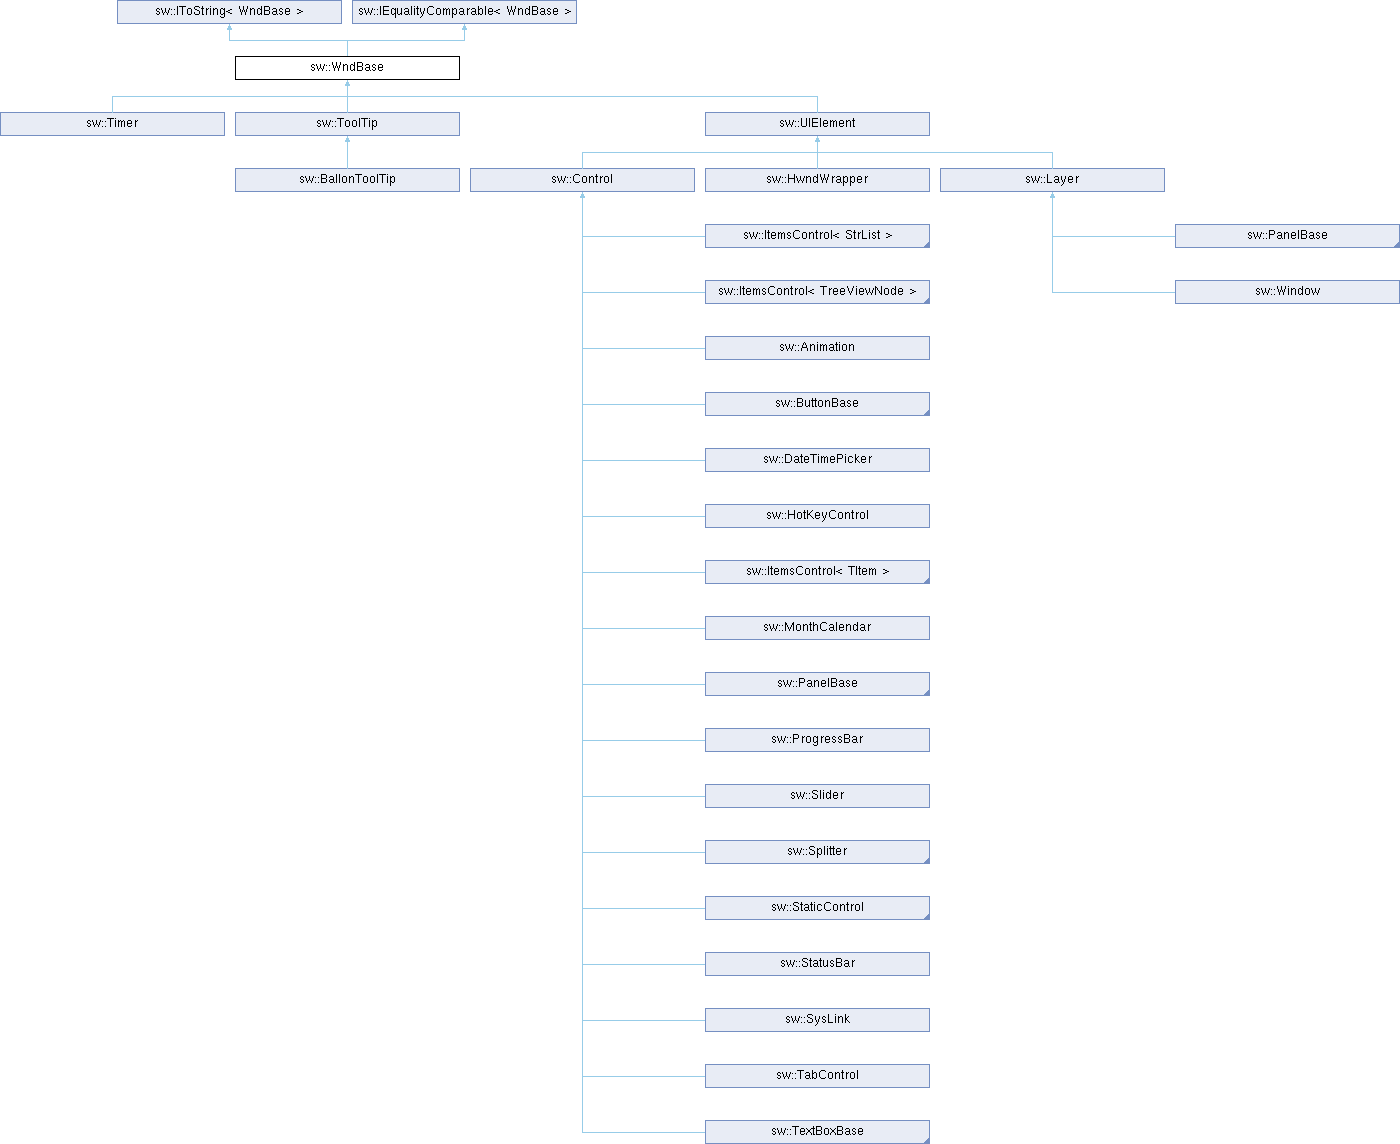 sw::IToString< WndBase >
sw::IEqualityComparable< WndBase >
sw::WndBase
sw::Timer
sw::ToolTip
sw::UIElement
sw::BallonToolTip
sw::Control
sw::HwndWrapper
sw::Layer
sw::ItemsControl< StrList >
sw::PanelBase
sw::ItemsControl< TreeViewNode >
sw::Window
sw::Animation
sw::ButtonBase
sw::DateTimePicker
sw::HotKeyControl
sw::ItemsControl< TItem >
sw::MonthCalendar
sw::PanelBase
sw::ProgressBar
sw::Slider
sw::Splitter
sw::StaticControl
sw::StatusBar
sw::SysLink
sw::TabControl
sw::TextBoxBase